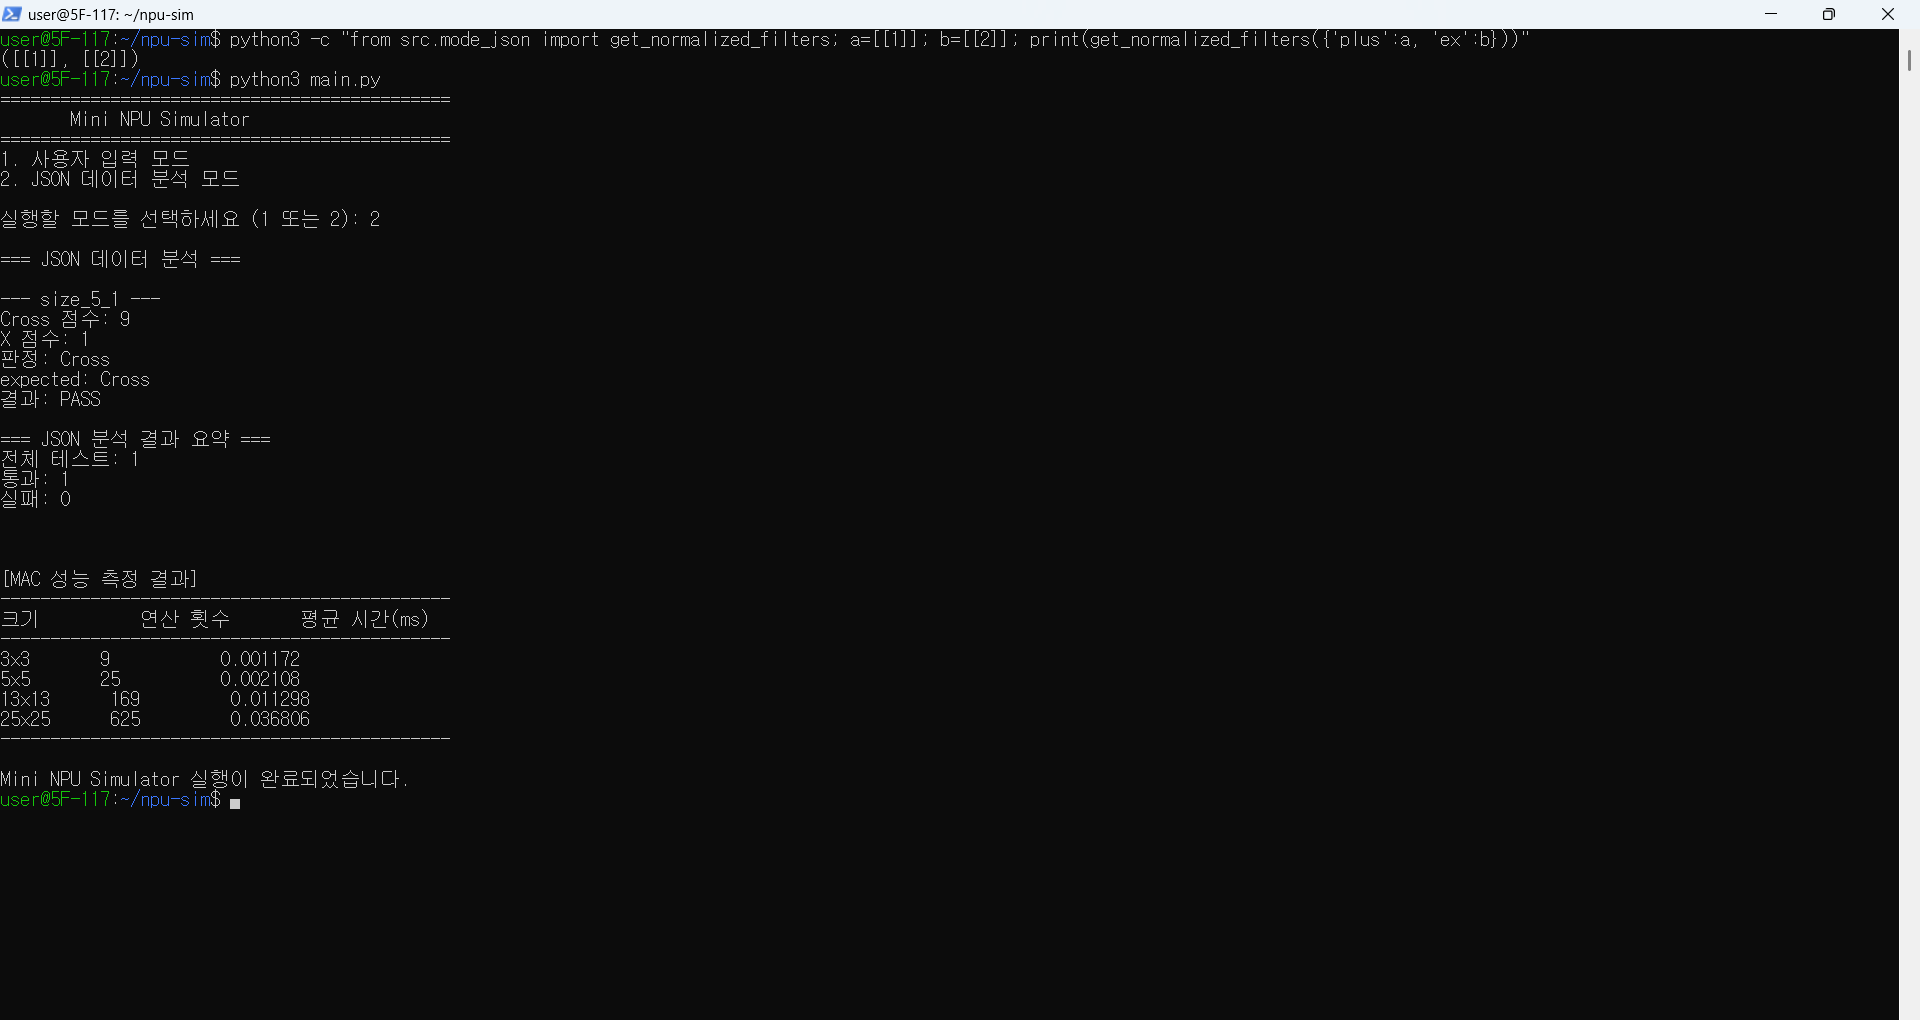 user@5F-117: ~/npu-sim
user@5F-117:~/npu-sim$ python3 -c "from src.mode_json import get_normalized_filters; a=[[1]]; b=[[2]]; print(get_normalized_filters({'plus':a, 'ex':b}))"
([[1]], [[2]])
user@5F-117:~/npu-sim$ python3 main.py
=============================================
Mini NPU Simulator
=============================================
1. 사용자 입력 모드
2. JSON 데이터 분석 모드
실행할 모드를 선택하세요 (1 또는 2): 2
=== JSON 데이터 분석 ===
--- size_5_1 ---
Cross 점수: 9
X 점수: 1
판정: Cross
expected: Cross
결과: PASS
=== JSON 분석 결과 요약 ===
전체 테스트: 1
통과: 1
실패: 0
[MAC 성능 측정 결과]
---------------------------------------------
크기 연산 횟수 평균 시간(ms)
---------------------------------------------
3x3 9 0.001172
5x5 25 0.002108
13x13 169 0.011298
25x25 625 0.036806
---------------------------------------------
Mini NPU Simulator 실행이 완료되었습니다.
user@5F-117:~/npu-sim$